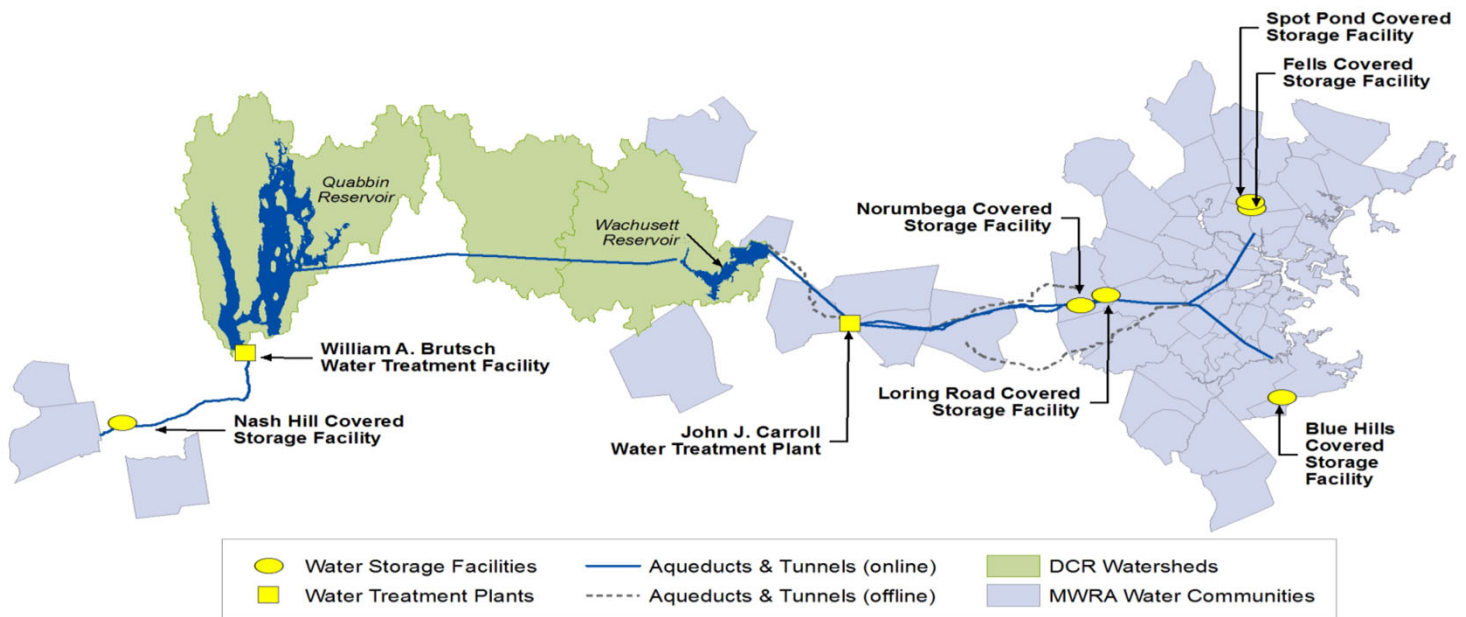 Spot Pond Covered
Storage Facility
Fells Covered
Storage Facility
Quabbin
Reservoir
Wachusett
Reservoir
Norumbega Covered
Storage Facility
William A. Brutsch
Water Treatment Facility
Nash Hill Covered
Storage Facility
John J. Carroll
Water Treatment Plant
Loring Road Covered
Storage Facility
Blue Hills
Covered
Storage
Facility
Water Storage Facilities
Aqueducts & Tunnels (online)
DCR Watersheds
Water Treatment Plants
Aqueducts & Tunnels (offline)
MWRA Water Communities